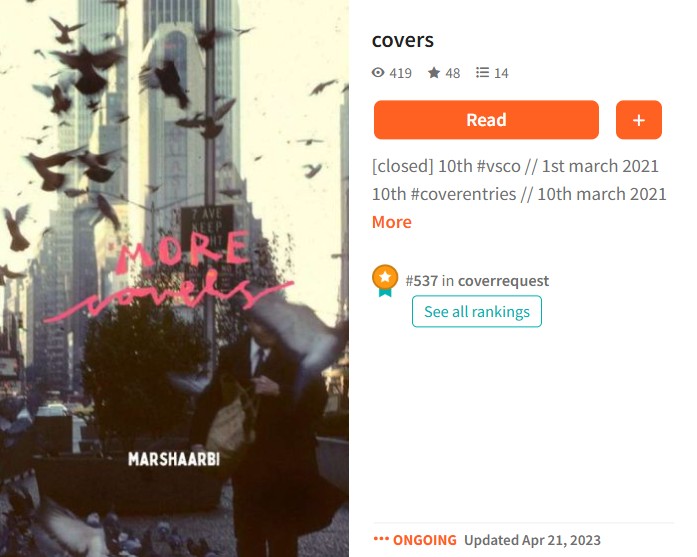 7 AVE
KEEP
MORE
covers
MARSHAARBI
covers
419 48 14
Read +
[closed] 10th #vsco // 1st march 2021
10th #coverentries // 10th march 2021
More
#537 in coverrequest
See all rankings
••• ONGOING Updated Apr 21, 2023